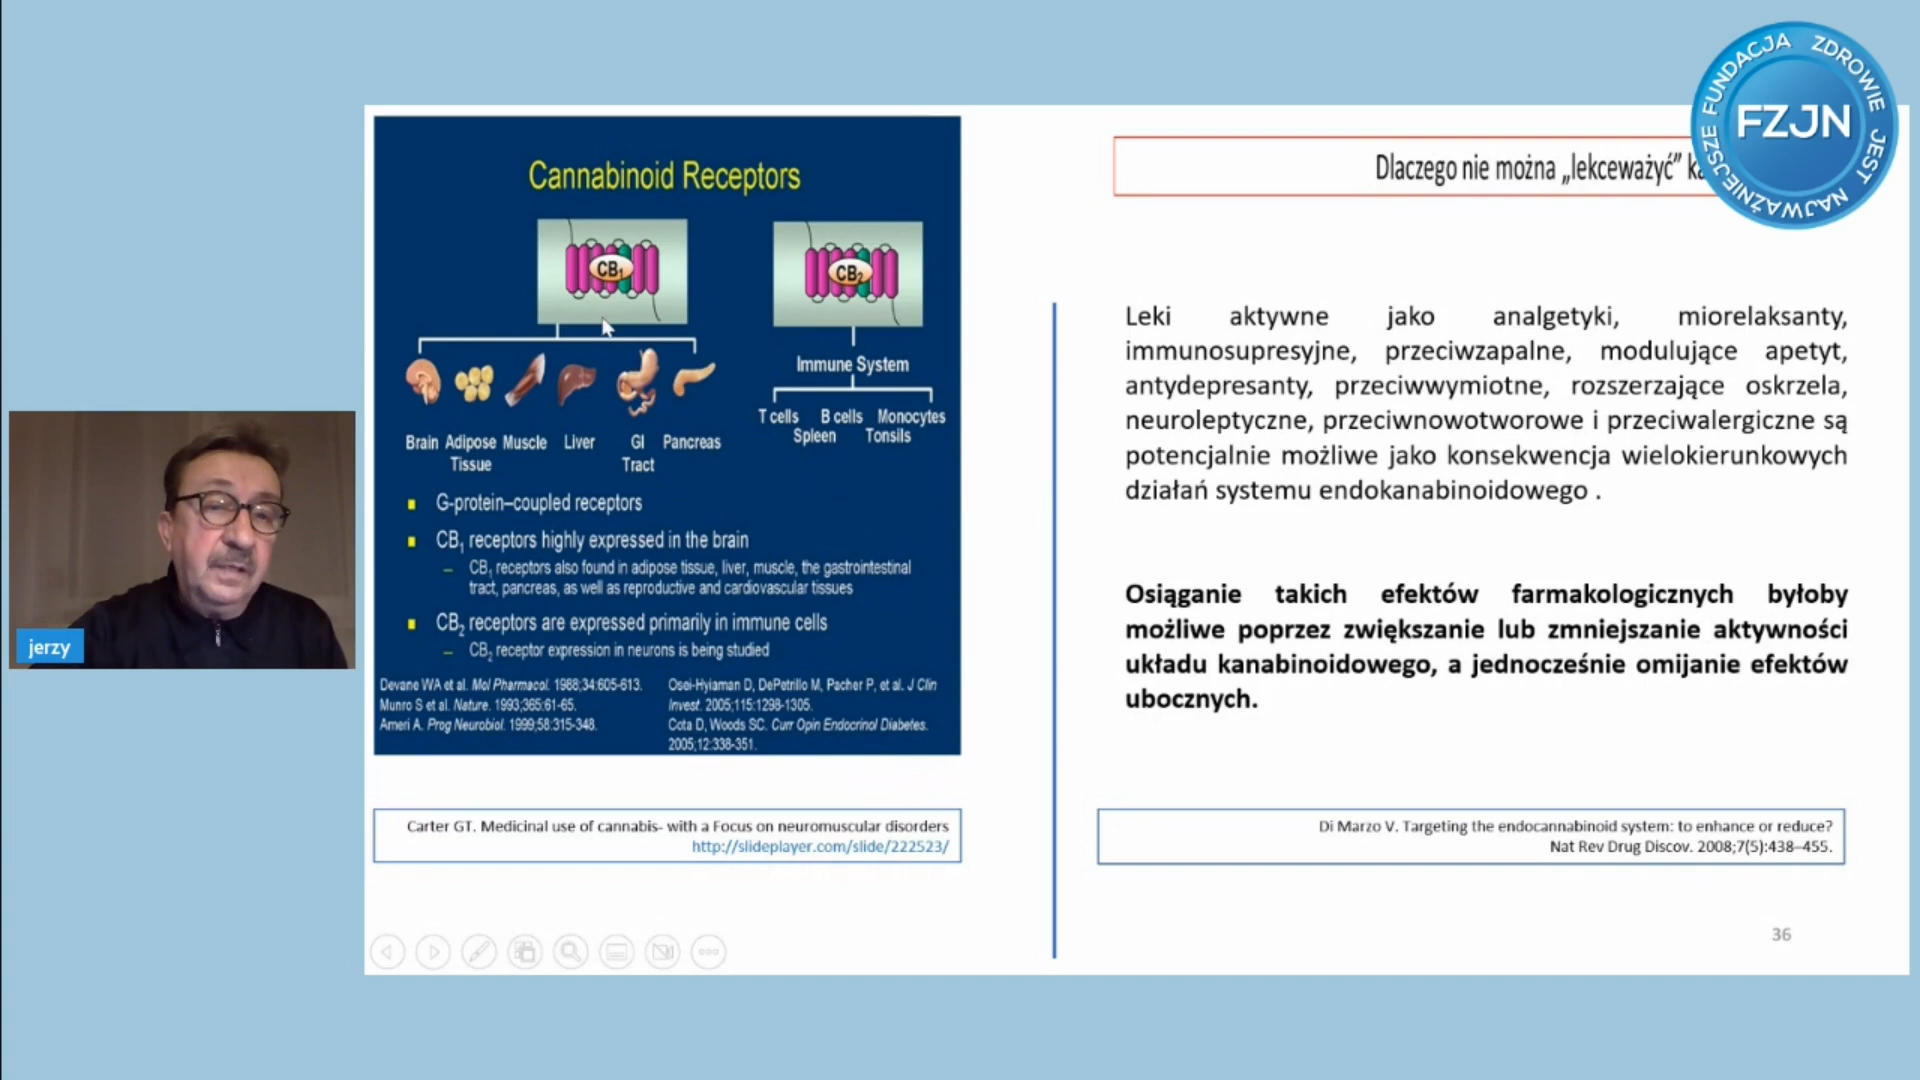 FUNDACJA ZDROWIE JEST NAJWAŻNIEJSZE
FZJN
Cannabinoid Receptors
CB1
CB2
Immune System
T cells B cells Monocytes
Spleen Tonsils
Brain Adipose Muscle Liver GI Pancreas
Tissue Tract
G-protein–coupled receptors
CB1 receptors highly expressed in the brain
– CB1 receptors also found in adipose tissue, liver, muscle, the gastrointestinal
tract, pancreas, as well as reproductive and cardiovascular tissues
CB2 receptors are expressed primarily in immune cells
– CB2 receptor expression in neurons is being studied
Devane WA et al. Mol Pharmacol. 1988;34:605-613.
Munro S et al. Nature. 1993;365:61-65.
Ameri A. Prog Neurobiol. 1999;58:315-348.
Osei-Hyiaman D, DePetrillo M, Pacher P, et al. J Clin
Invest. 2005;115:1298-1305.
Cota D, Woods SC. Curr Opin Endocrinol Diabetes.
2005;12:338-351.
Carter GT. Medicinal use of cannabis- with a Focus on neuromuscular disorders
http://slideplayer.com/slide/222523/
Dlaczego nie można „lekceważyć”
Leki aktywne jako analgetyki, miorelaksanty,
immunosupresyjne, przeciwzapalne, modulujące apetyt,
antydepresanty, przeciwwymiotne, rozszerzające oskrzela,
neuroleptyczne, przeciwnowotworowe i przeciwalergiczne są
potencjalnie możliwe jako konsekwencja wielokierunkowych
działań systemu endokanabinoidowego .
Osiąganie takich efektów farmakologicznych byłoby
możliwe poprzez zwiększanie lub zmniejszanie aktywności
układu kanabinoidowego, a jednocześnie omijanie efektów
ubocznych.
Di Marzo V. Targeting the endocannabinoid system: to enhance or reduce?
Nat Rev Drug Discov. 2008;7(5):438–455.
36
jerzy